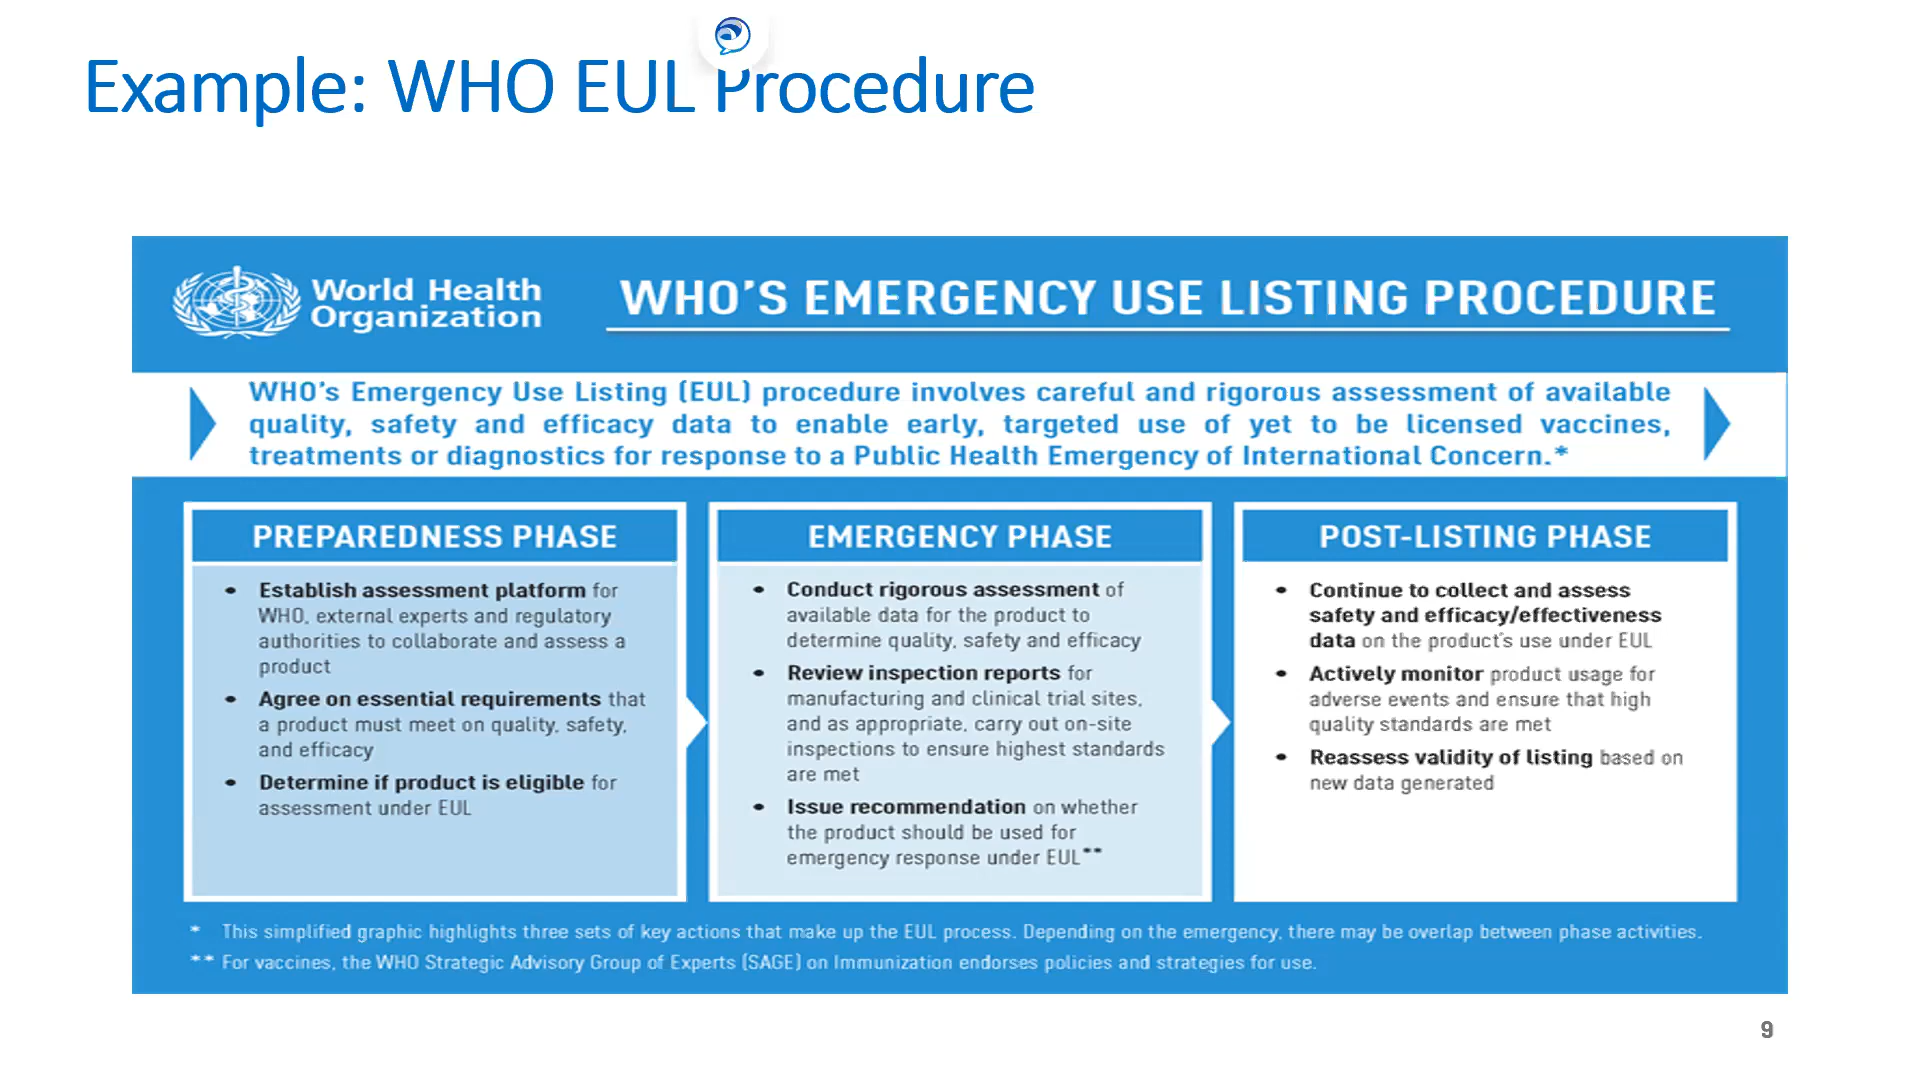 Example: WHO EUL Procedure
World Health
Organization
WHO’S EMERGENCY USE LISTING PROCEDURE
WHO’s Emergency Use Listing (EUL) procedure involves careful and rigorous assessment of available
quality, safety and efficacy data to enable early, targeted use of yet to be licensed vaccines,
treatments or diagnostics for response to a Public Health Emergency of International Concern.*
PREPAREDNESS PHASE
• Establish assessment platform for
WHO, external experts and regulatory
authorities to collaborate and assess a
product
• Agree on essential requirements that
a product must meet on quality, safety,
and efficacy
• Determine if product is eligible for
assessment under EUL
EMERGENCY PHASE
• Conduct rigorous assessment of
available data for the product to
determine quality, safety and efficacy
• Review inspection reports for
manufacturing and clinical trial sites,
and as appropriate, carry out on-site
inspections to ensure highest standards
are met
• Issue recommendation on whether
the product should be used for
emergency response under EUL**
POST-LISTING PHASE
• Continue to collect and assess
safety and efficacy/effectiveness
data on the product’s use under EUL
• Actively monitor product usage for
adverse events and ensure that high
quality standards are met
• Reassess validity of listing based on
new data generated
* This simplified graphic highlights three sets of key actions that make up the EUL process. Depending on the emergency, there may be overlap between phase activities.
** For vaccines, the WHO Strategic Advisory Group of Experts (SAGE) on Immunization endorses policies and strategies for use.
9